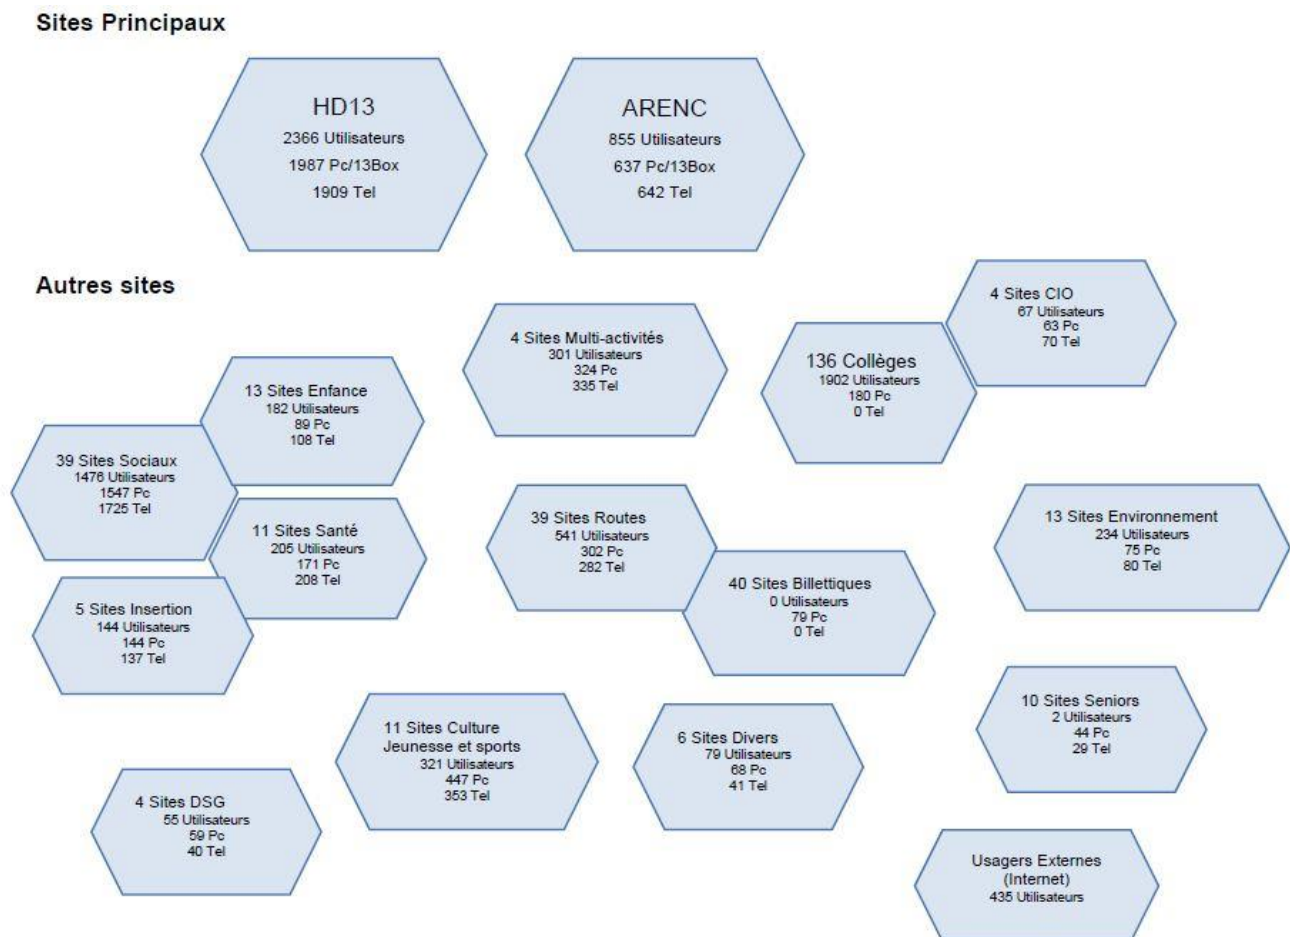 Sites Principaux
HD13
2366 Utilisateurs
1987 Pc/13Box
1909 Tel
ARENC
855 Utilisateurs
637 Pc/13Box
642 Tel
Autres sites
4 Sites CIO
67 Utilisateurs
63 Pc
70 Tel
4 Sites Multi-activités
301 Utilisateurs
324 Pc
335 Tel
136 Collèges
1902 Utilisateurs
180 Pc
0 Tel
13 Sites Enfance
182 Utilisateurs
89 Pc
108 Tel
39 Sites Sociaux
1476 Utilisateurs
1547 Pc
1725 Tel
11 Sites Santé
205 Utilisateurs
171 Pc
208 Tel
39 Sites Routes
541 Utilisateurs
302 Pc
282 Tel
13 Sites Environnement
234 Utilisateurs
75 Pc
80 Tel
40 Sites Billettiques
0 Utilisateurs
79 Pc
0 Tel
5 Sites Insertion
144 Utilisateurs
144 Pc
137 Tel
10 Sites Seniors
2 Utilisateurs
44 Pc
29 Tel
11 Sites Culture
Jeunesse et sports
321 Utilisateurs
447 Pc
353 Tel
6 Sites Divers
79 Utilisateurs
68 Pc
41 Tel
4 Sites DSG
55 Utilisateurs
59 Pc
40 Tel
Usagers Externes
(Internet)
435 Utilisateurs